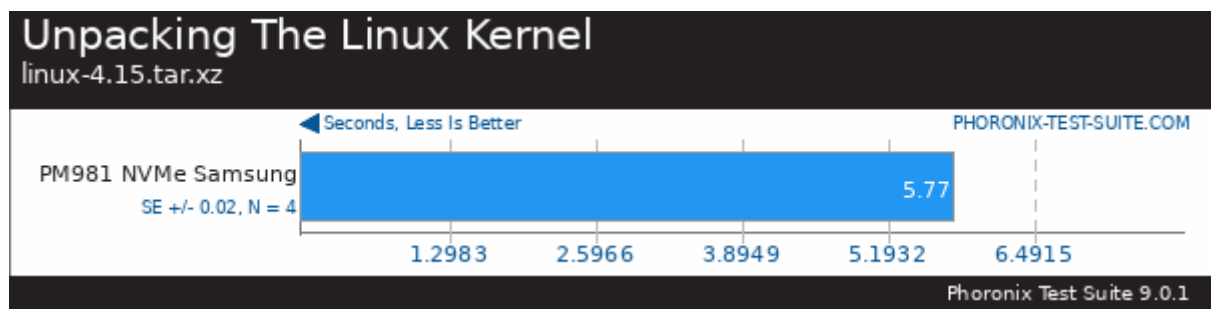 Unpacking The Linux Kernel
linux-4.15.tar.xz
Seconds, Less Is Better PHORONIX-TEST-SUITE.COM
PM981 NVMe Samsung 5.77
SE +/- 0.02, N = 4
1.2983 2.5966 3.8949 5.1932 6.4915
Phoronix Test Suite 9.0.1